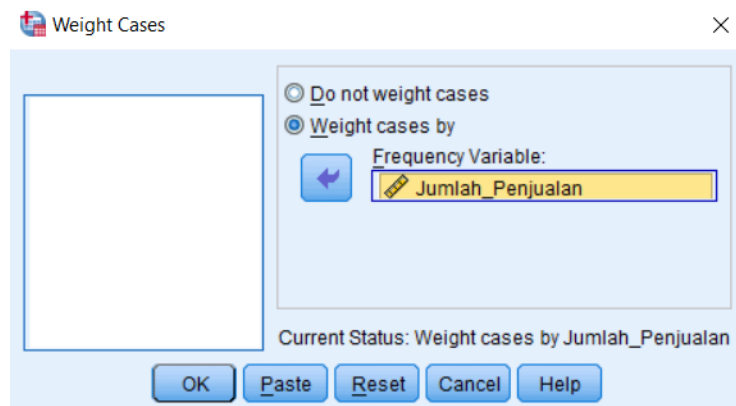 Weight Cases
Do not weight cases
Weight cases by
Frequency Variable:
Jumlah_Penjualan
Current Status: Weight cases by Jumlah_Penjualan
OK Paste Reset Cancel Help